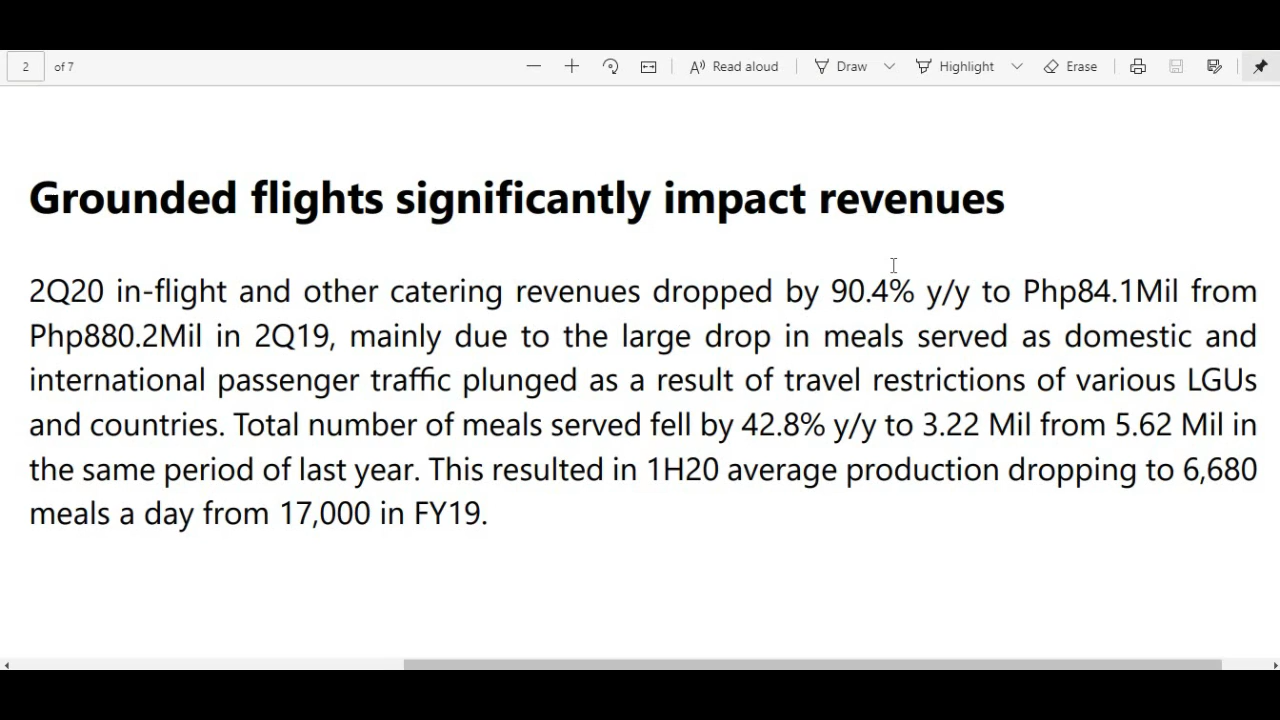 2 of 7 Read aloud Draw Highlight Erase
Grounded flights significantly impact revenues
2Q20 in-flight and other catering revenues dropped by 90.4% y/y to Php84.1Mil from
Php880.2Mil in 2Q19, mainly due to the large drop in meals served as domestic and
international passenger traffic plunged as a result of travel restrictions of various LGUs
and countries. Total number of meals served fell by 42.8% y/y to 3.22 Mil from 5.62 Mil in
the same period of last year. This resulted in 1H20 average production dropping to 6,680
meals a day from 17,000 in FY19.